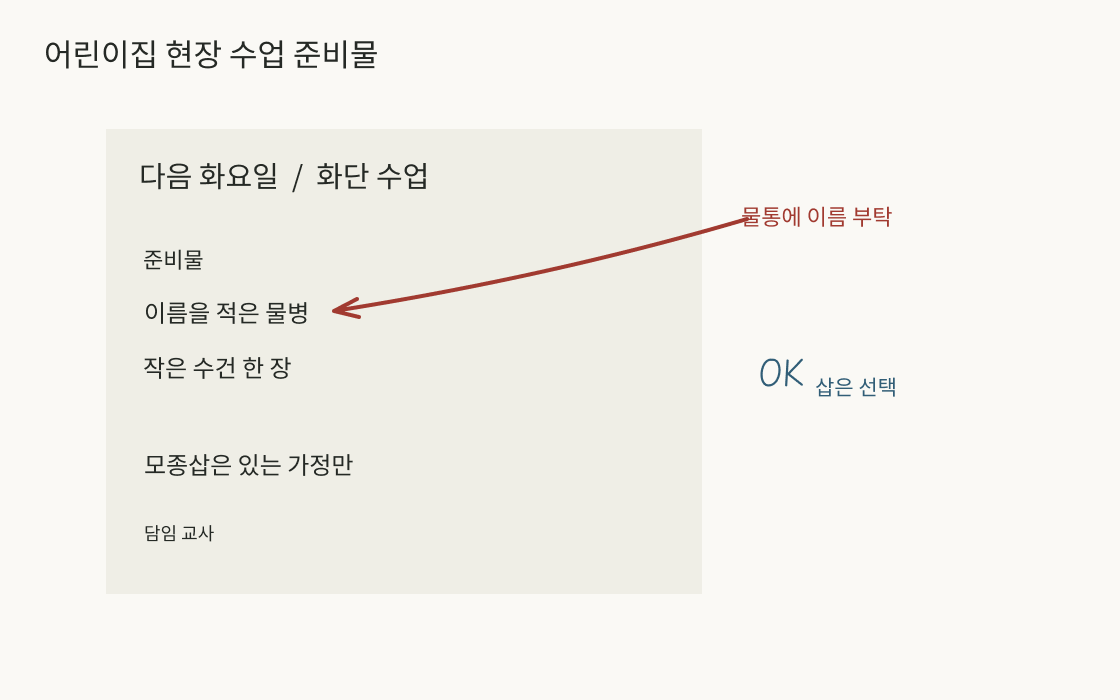 어린이집 현장 수업 준비물
다음 화요일 / 화단 수업
물통에 이름 부탁
준비물
이름을 적은 물병
작은 수건 한 장
OK 삽은 선택
모종삽은 있는 가정만
담임 교사